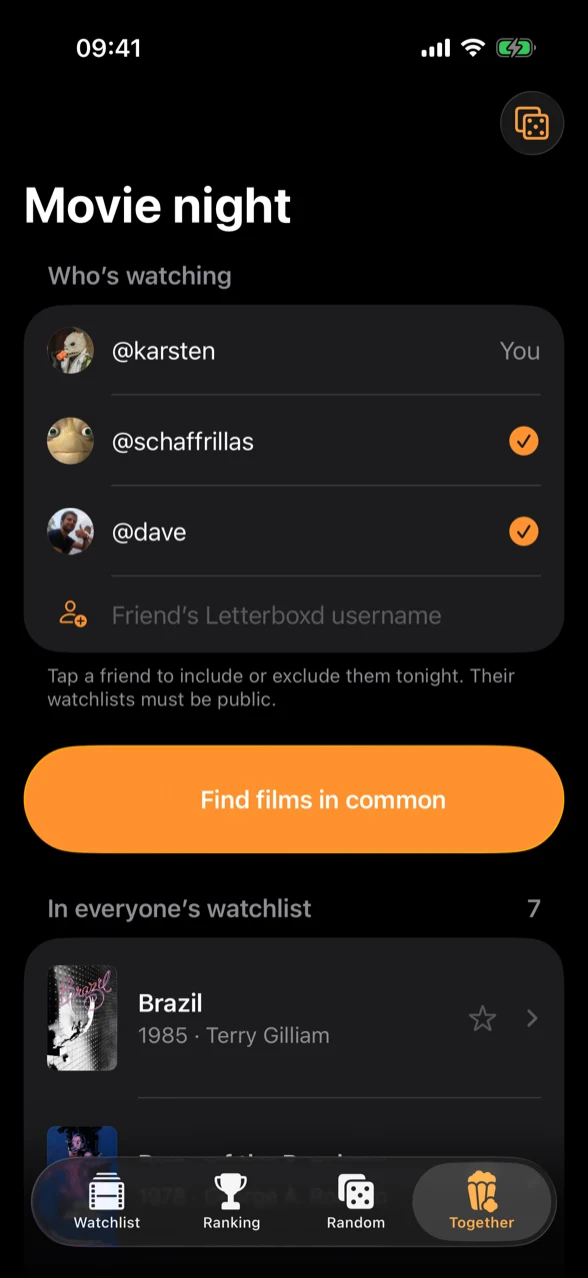 09:41
Movie night
Who’s watching
@karsten
You
@schaffrillas
@dave
Friend’s Letterboxd username
Tap a friend to include or exclude them tonight. Their
watchlists must be public.
Find films in common
In everyone’s watchlist
7
Brazil
Brazil
1985 · Terry Gilliam
1978 ·
Watchlist
Ranking
Random
Together